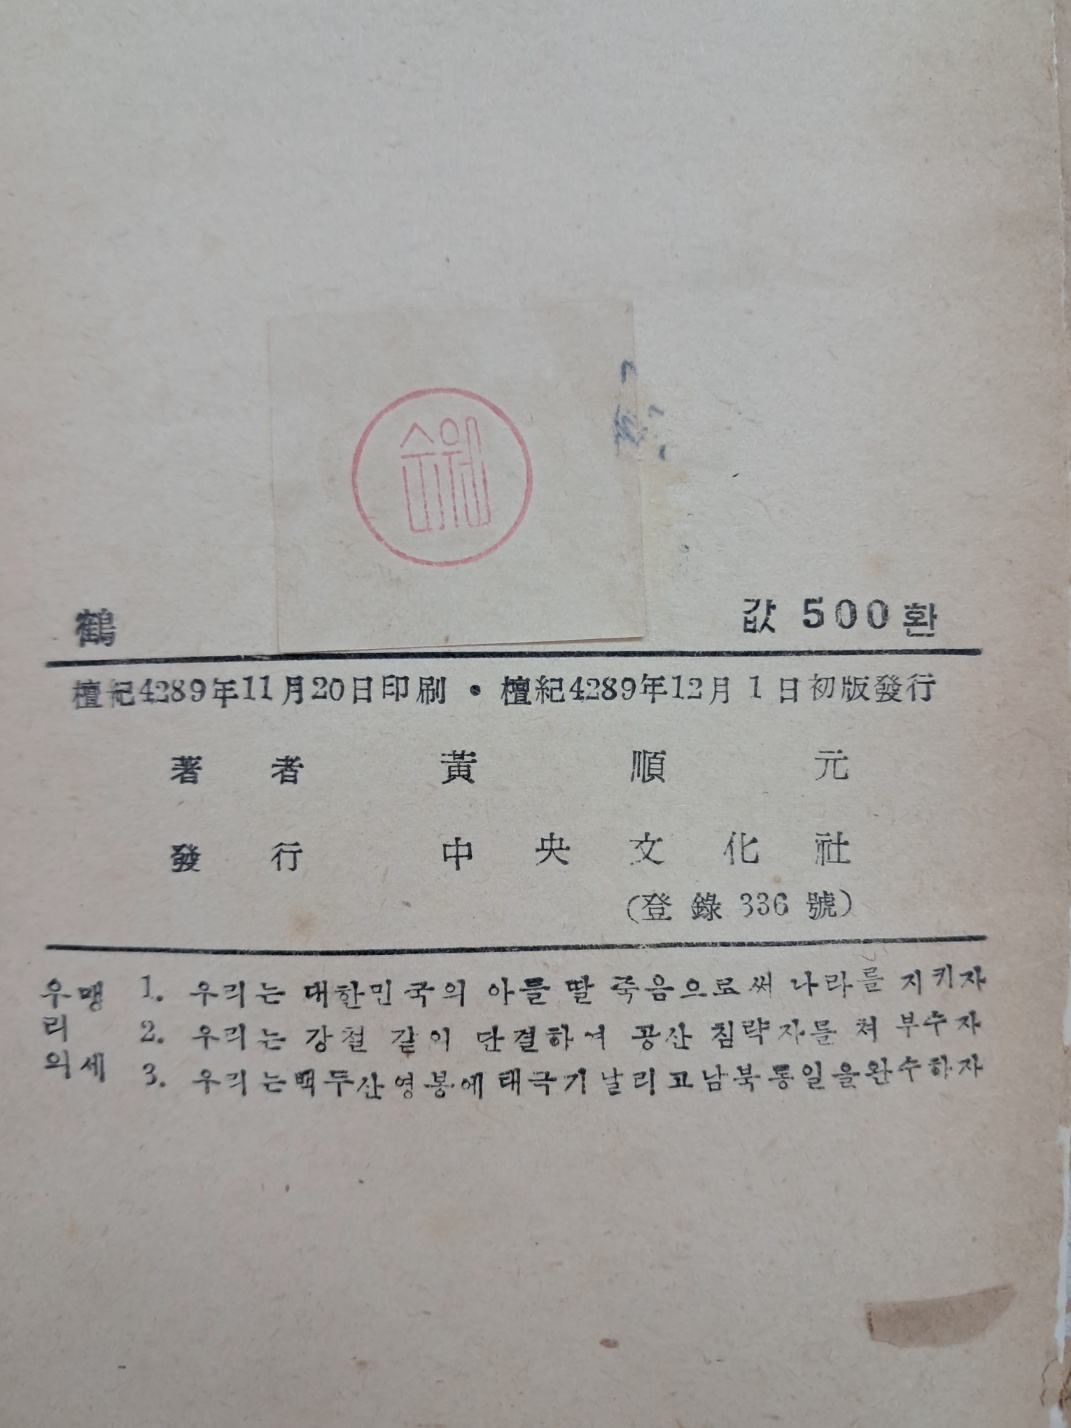 순원
鶴
값 500환
檀紀4289年11月20日印刷 • 檀紀4289年12月1日初版發行
著者 黃順元
發行 中央文化社
(登錄 336 號)
우리의 맹세
1. 우리는 대한민국의 아들 딸 죽음으로써 나라를 지키자
2. 우리는 강철 같이 단결하여 공산 침략자를 쳐 부수자
3. 우리는백두산영봉에태극기날리고남북통일을완수하자